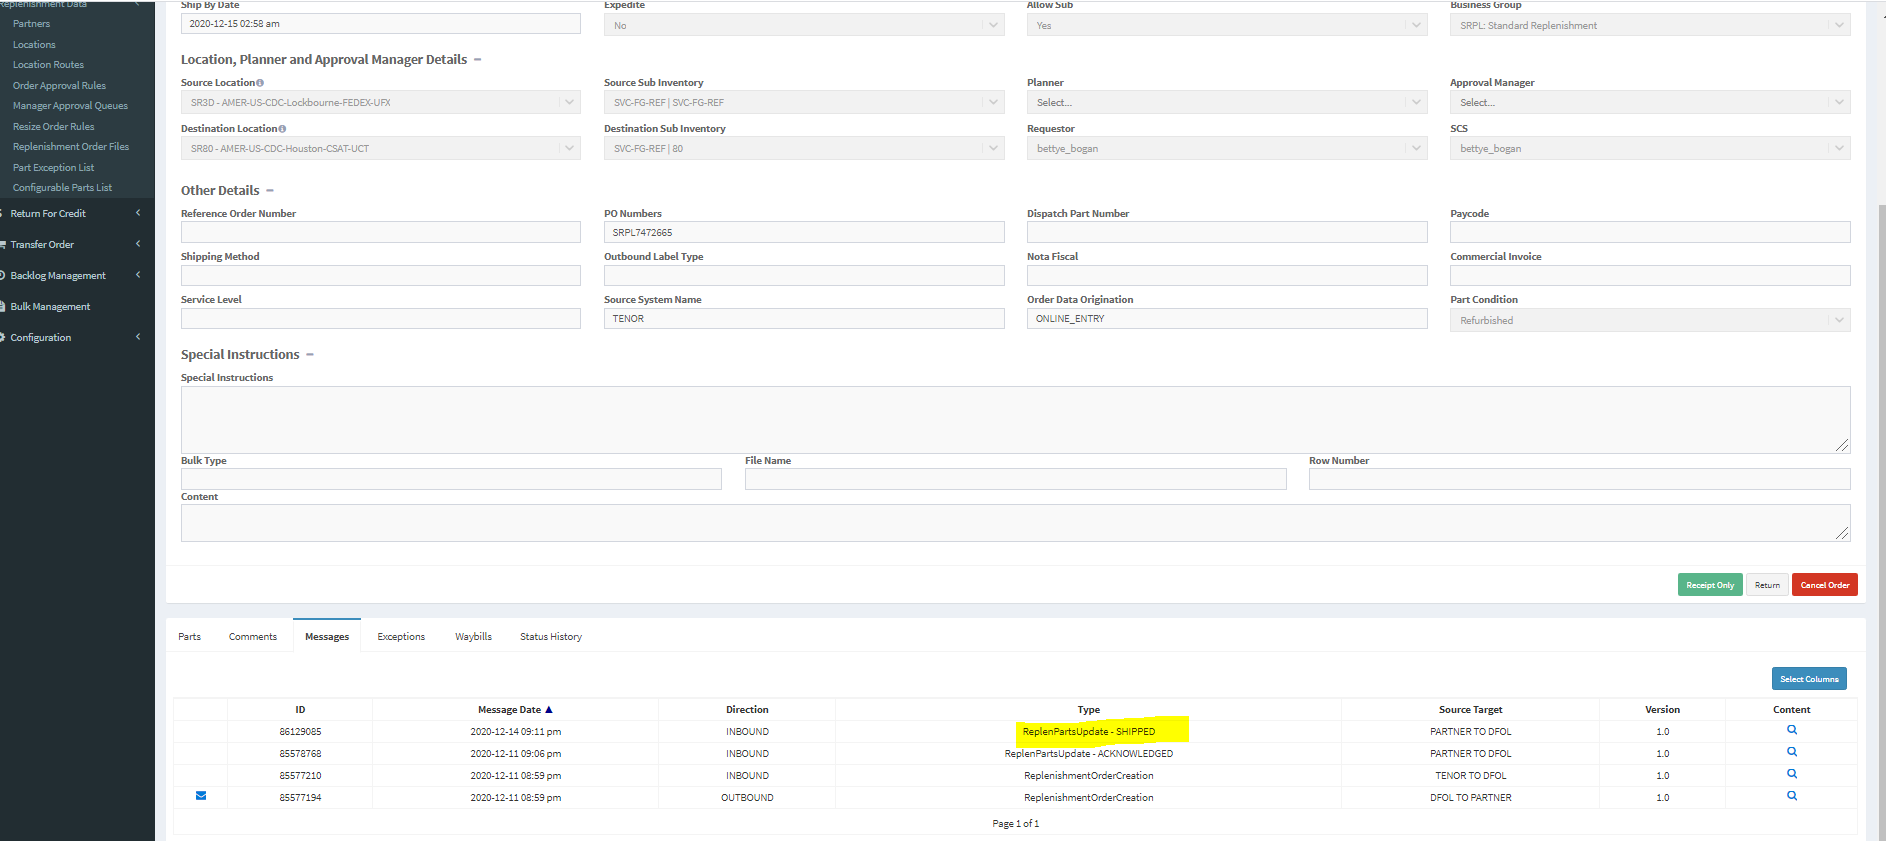 Replenishment Data
Partners
Locations
Location Routes
Order Approval Rules
Manager Approval Queues
Resize Order Rules
Replenishment Order Files
Part Exception List
Configurable Parts List
Return For Credit
Transfer Order
Backlog Management
Bulk Management
Configuration
Ship By Date Expedite Allow Sub Business Group
2020-12-15 02:58 am No Yes SRPL: Standard Replenishment
Location, Planner and Approval Manager Details
Source Location Source Sub Inventory Planner Approval Manager
SR3D - AMER-US-CDC-Lockbourne-FEDEX-UFX SVC-FG-REF | SVC-FG-REF Select... Select...
Destination Location Destination Sub Inventory Requestor SCS
SR80 - AMER-US-CDC-Houston-CSAT-UCT SVC-FG-REF | 80 bettye_bogan bettye_bogan
Other Details
Reference Order Number PO Numbers Dispatch Part Number Paycode
SRPL7472665
Shipping Method Outbound Label Type Nota Fiscal Commercial Invoice
Service Level Source System Name Order Data Origination Part Condition
TENOR ONLINE_ENTRY Refurbished
Special Instructions
Special Instructions
Bulk Type File Name Row Number
Content
Receipt Only Return Cancel Order
Parts Comments Messages Exceptions Waybills Status History
Select Columns
ID Message Date Direction Type Source Target Version Content
86129085 2020-12-14 09:11 pm INBOUND ReplenPartsUpdate - SHIPPED PARTNER TO DFOL 1.0
85578768 2020-12-11 09:06 pm INBOUND ReplenPartsUpdate - ACKNOWLEDGED PARTNER TO DFOL 1.0
85577210 2020-12-11 08:59 pm INBOUND ReplenishmentOrderCreation TENOR TO DFOL 1.0
85577194 2020-12-11 08:59 pm OUTBOUND ReplenishmentOrderCreation DFOL TO PARTNER 1.0
Page 1 of 1